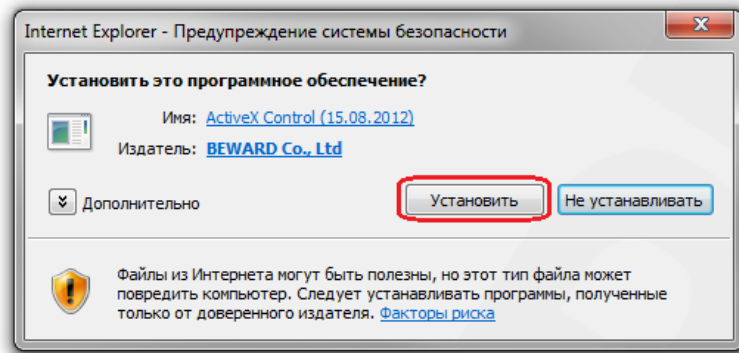 Internet Explorer - Предупреждение системы безопасности
Установить это программное обеспечение?
Имя: ActiveX Control (15.08.2012)
Издатель: BEWARD Co., Ltd
Дополнительно
Установить
Не устанавливать
Файлы из Интернета могут быть полезны, но этот тип файла может
повредить компьютер. Следует устанавливать программы, полученные
только от доверенного издателя. Факторы риска